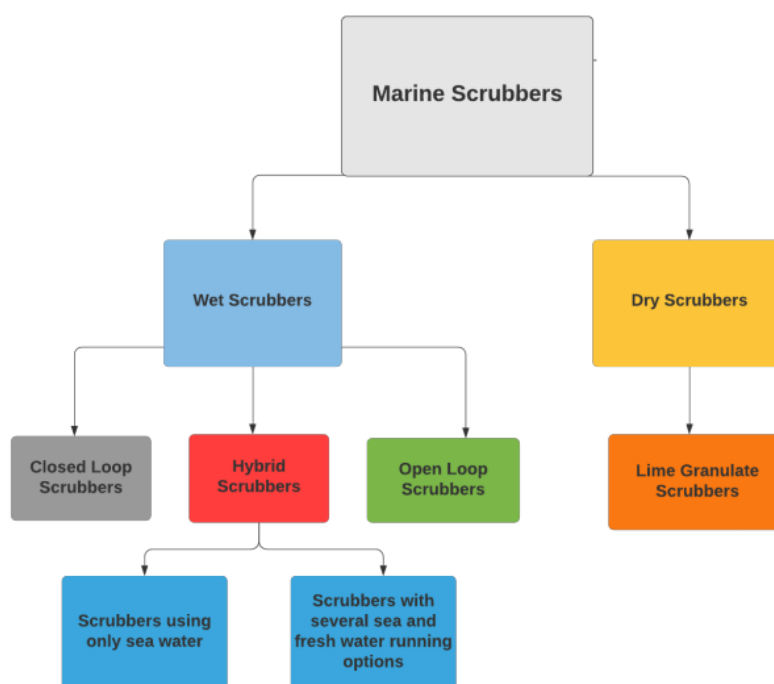 Marine Scrubbers
Wet Scrubbers
Dry Scrubbers
Closed Loop
Scrubbers
Hybrid
Scrubbers
Open Loop
Scrubbers
Lime Granulate
Scrubbers
Scrubbers using
only sea water
Scrubbers with
several sea and
fresh water running
options